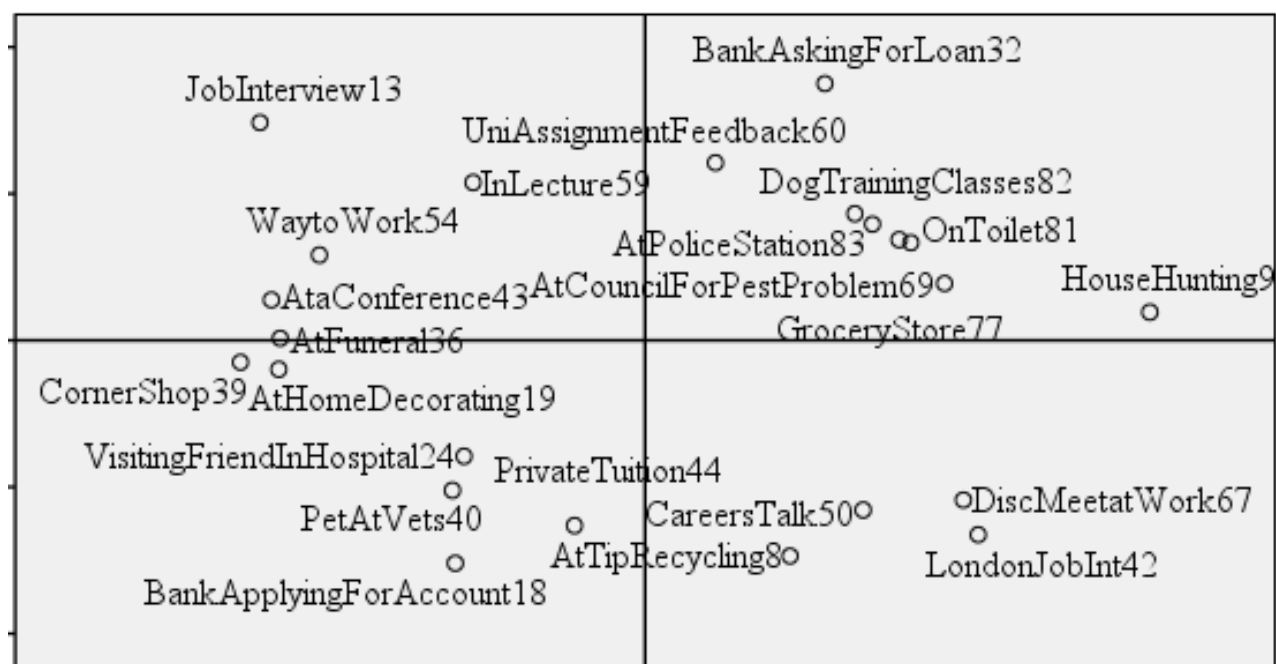 BankAskingForLoan32
JobInterview13
UniAssignmentFeedback60
InLecture59
DogTrainingClasses82
WaytoWork54
AtPoliceStation83
OnToilet81
AtaConference43
AtCouncilForPestProblem69
HouseHunting9
GroceryStore77
AtFuneral36
CornerShop39
AtHomeDecorating19
VisitingFriendInHospital24
PrivateTuition44
PetAtVets40
CareersTalk50
DiscMeetatWork67
AtTipRecycling8
LondonJobInt42
BankApplyingForAccount18